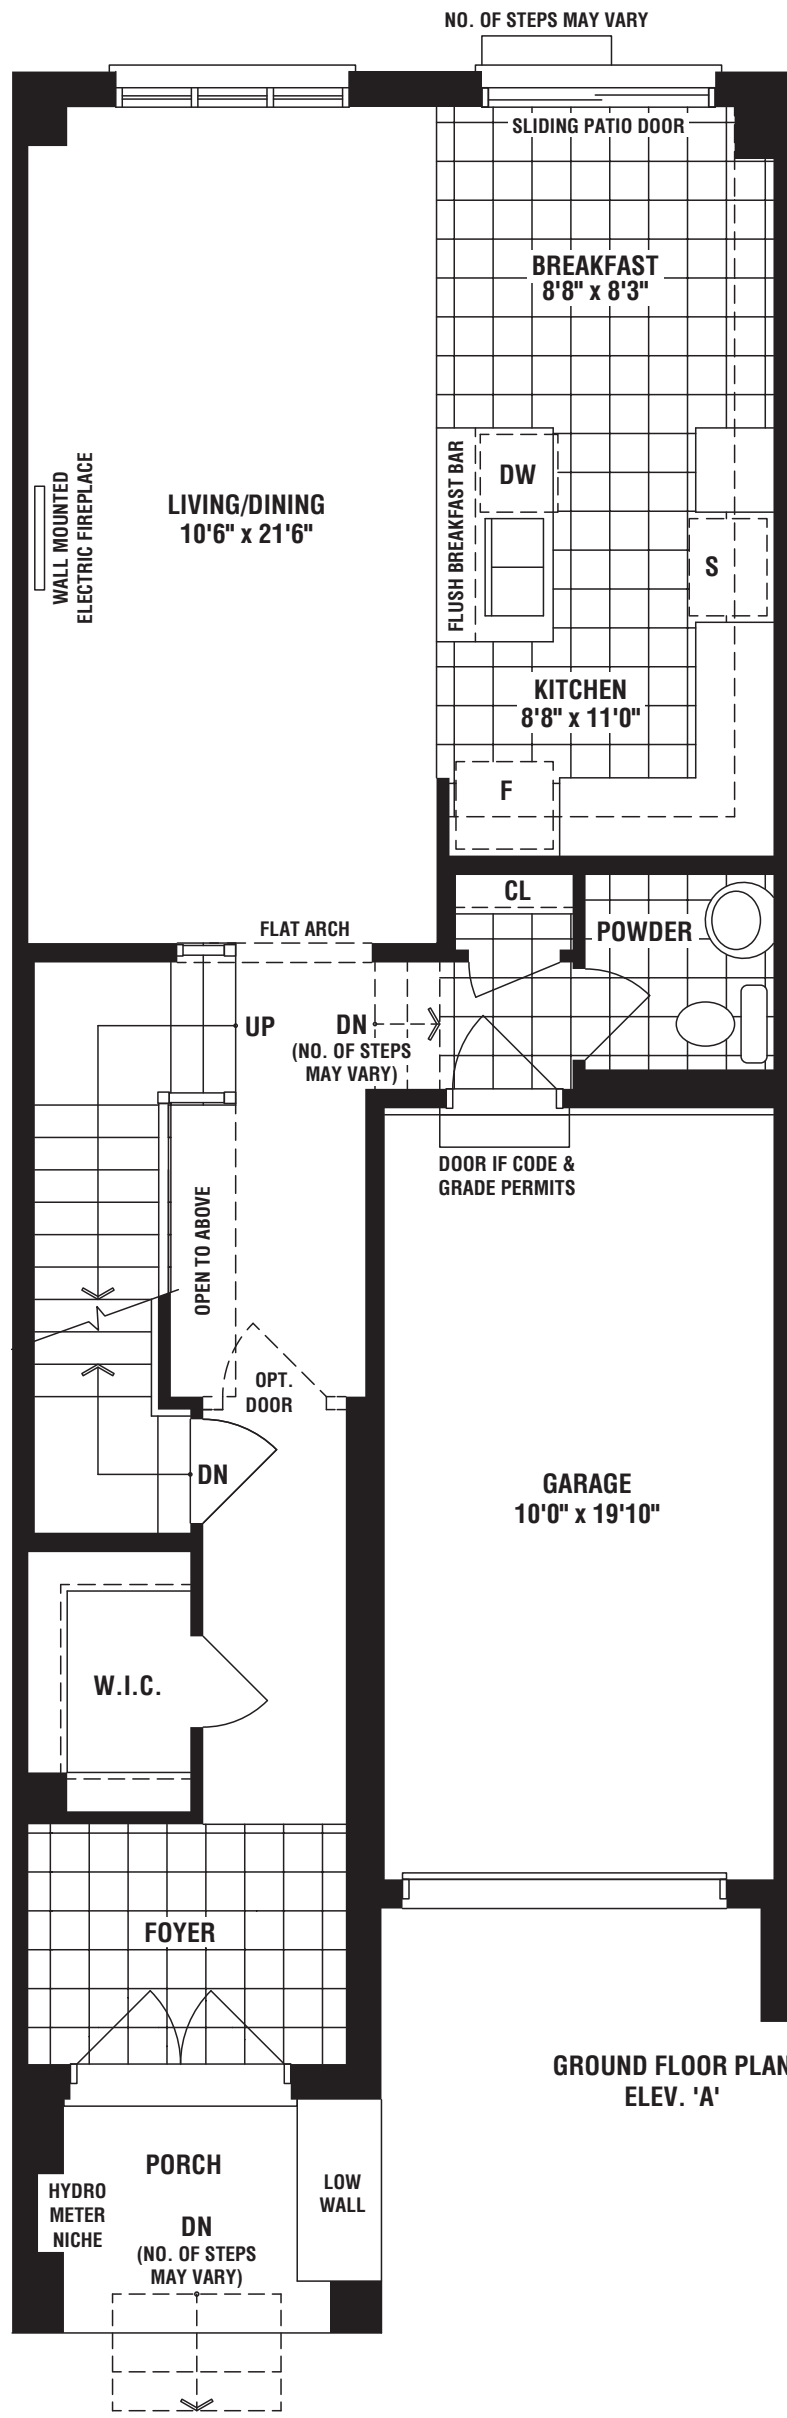 NO. OF STEPS MAY VARY
SLIDING PATIO DOOR
BREAKFAST
8'8" x 8'3"
WALL MOUNTED
ELECTRIC FIREPLACE
LIVING/DINING
10'6" x 21'6"
FLUSH BREAKFAST BAR
DW
S
KITCHEN
8'8" x 11'0"
F
CL
FLAT ARCH
POWDER
UP
DN
(NO. OF STEPS
MAY VARY)
DOOR IF CODE &
GRADE PERMITS
OPEN TO ABOVE
OPT.
DOOR
DN
GARAGE
10'0" x 19'10"
W.I.C.
FOYER
GROUND FLOOR PLAN
ELEV. 'A'
PORCH
HYDRO
METER
NICHE
LOW
WALL
DN
(NO. OF STEPS
MAY VARY)